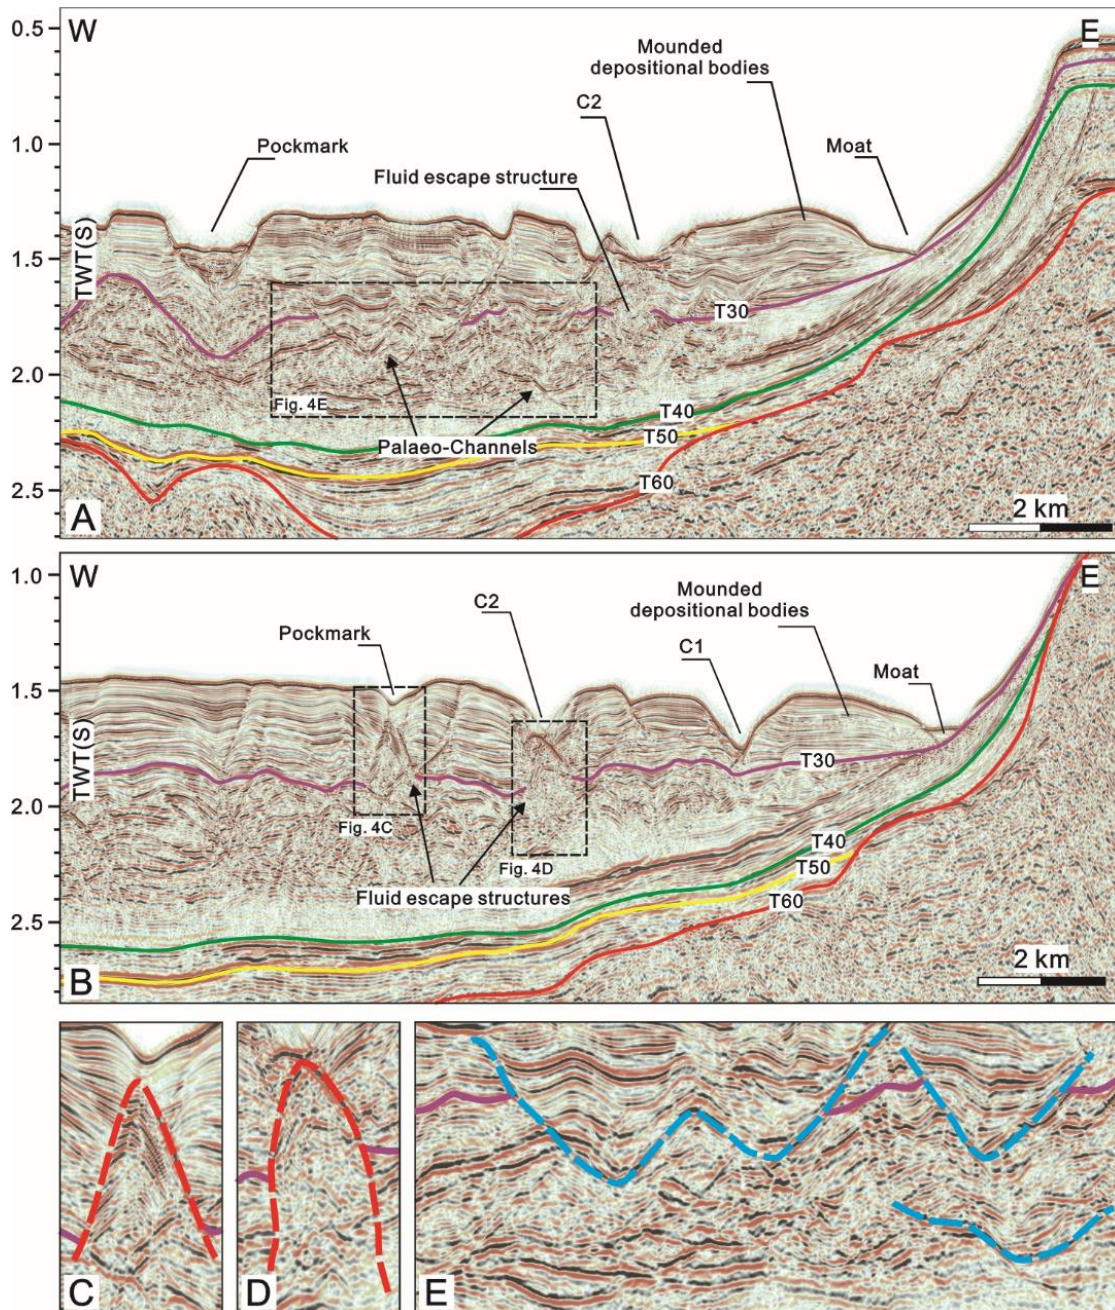 W
E
0.5
1.0
1.5
2.0
2.5
TWT(S)
Mounded
depositional bodies
C2
Pockmark
Fluid escape structure
Moat
T30
Fig. 4E
Palaeo-Channels
T40
T50
T60
A
2 km
W
E
1.0
1.5
2.0
2.5
TWT(S)
Mounded
depositional bodies
C2
Pockmark
C1
Moat
T30
Fig. 4C
Fig. 4D
Fluid escape structures
T40
T50
T60
B
2 km
C
D
E